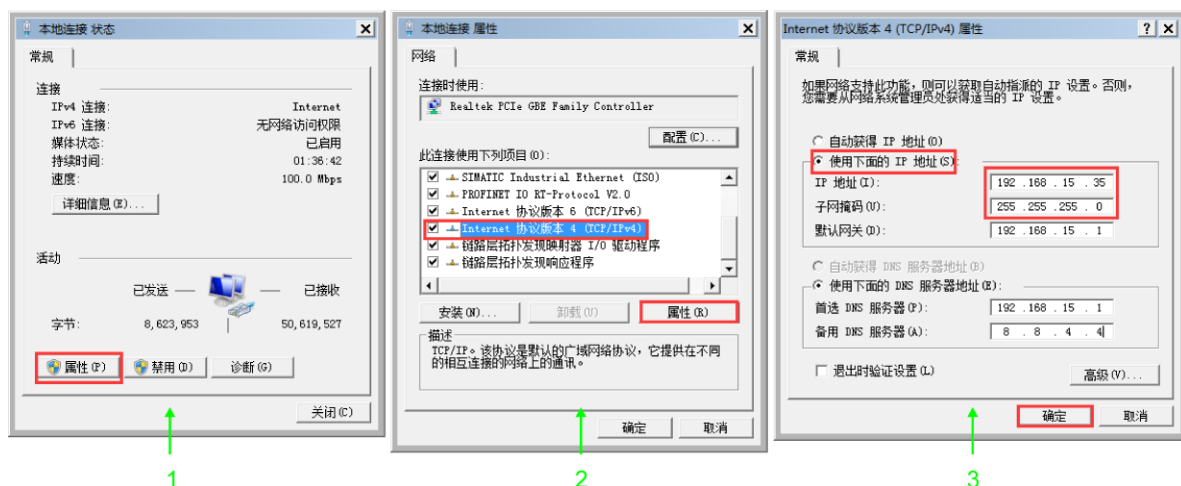 本地连接 状态
常规
连接
IPv4 连接: Internet
IPv6 连接: 无网络访问权限
媒体状态: 已启用
持续时间: 01:36:42
速度: 100.0 Mbps
详细信息(E)...
活动
已发送 — — 已接收
字节: 8,623,953 50,619,527
属性(P) 禁用(D) 诊断(G)
关闭(C)
1
本地连接 属性
网络
连接时使用:
Realtek PCIe GBE Family Controller
配置(C)...
此连接使用下列项目(O):
SIMATIC Industrial Ethernet (ISO)
PROFINET IO RT-Protocol V2.0
Internet 协议版本 6 (TCP/IPv6)
Internet 协议版本 4 (TCP/IPv4)
链路层拓扑发现映射器 I/O 驱动程序
链路层拓扑发现响应程序
安装(N)... 卸载(U) 属性(R)
描述
TCP/IP。该协议是默认的广域网络协议，它提供在不同
的相互连接的网络上的通讯。
确定 取消
2
Internet 协议版本 4 (TCP/IPv4) 属性
常规
如果网络支持此功能，则可以获取自动指派的 IP 设置。否则，
您需要从网络系统管理员处获得适当的 IP 设置。
自动获得 IP 地址(O)
使用下面的 IP 地址(S):
IP 地址(I): 192 .168 . 15 . 35
子网掩码(U): 255 .255 .255 . 0
默认网关(D): 192 .168 . 15 . 1
自动获得 DNS 服务器地址(B)
使用下面的 DNS 服务器地址(E):
首选 DNS 服务器(P): 192 .168 . 15 . 1
备用 DNS 服务器(A): 8 . 8 . 4 . 4
退出时验证设置(L)
高级(V)...
确定 取消
3